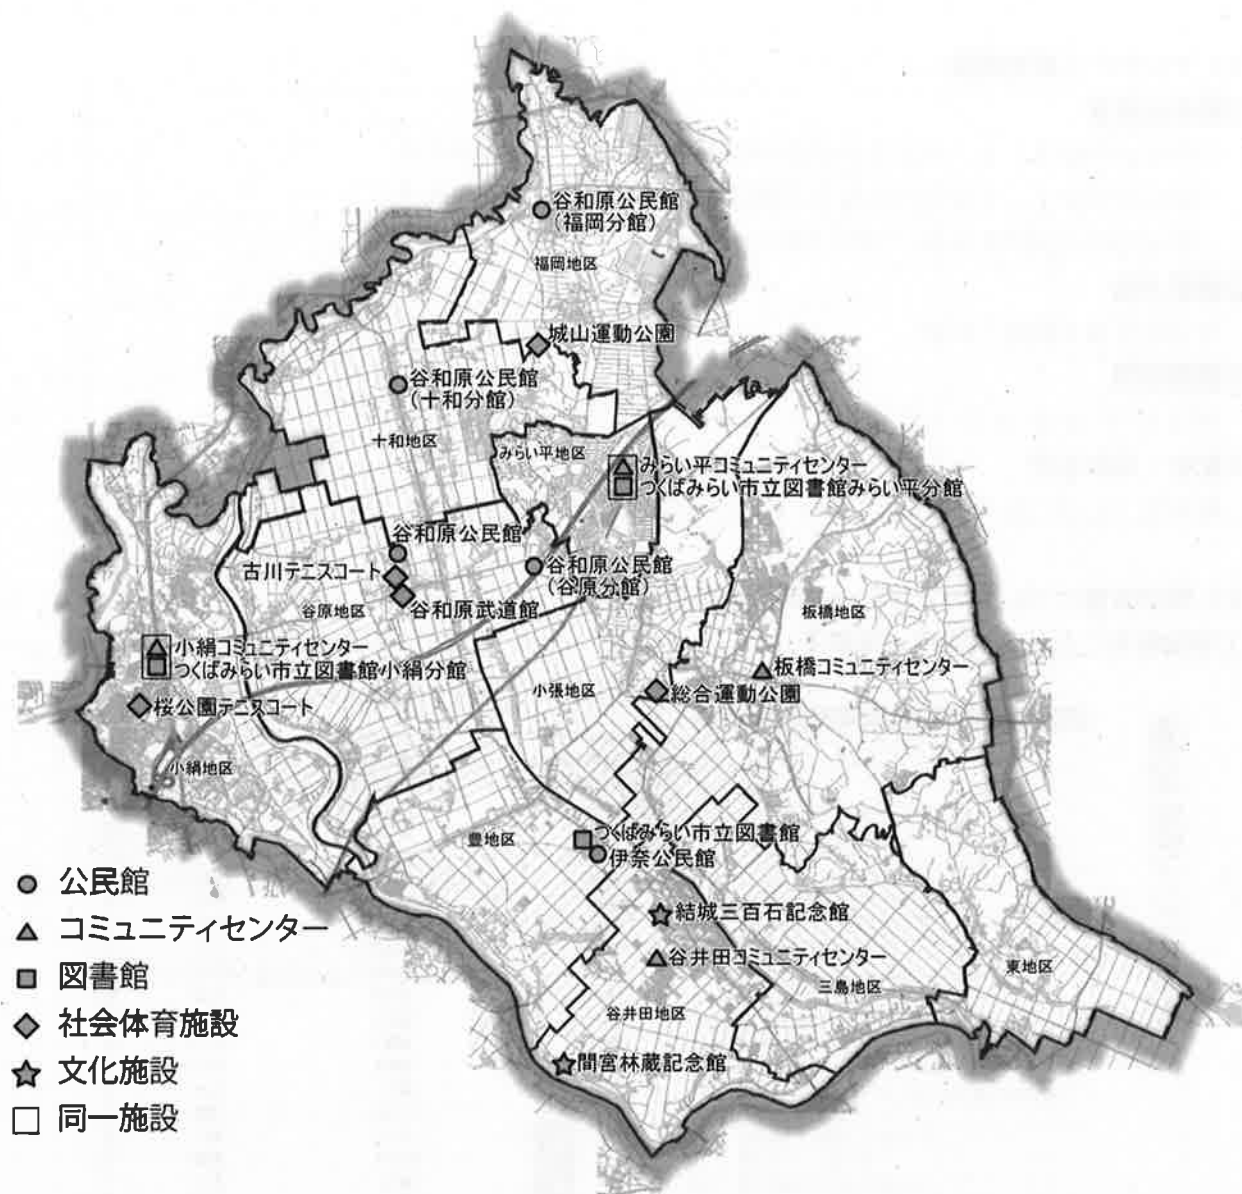 谷和原公民館
(福岡分館)
福岡地区
城山運動公園
谷和原公民館
(十和分館)
十和地区
みらい平地区
みらい平コミュニティセンター
つくばみらい市立図書館みらい平分館
谷和原公民館
古川テニスコート
谷和原公民館
(谷原分館)
谷原地区
谷和原武道館
板橋地区
小絹コミュニティセンター
つくばみらい市立図書館小絹分館
板橋コミュニティセンター
小張地区
総合運動公園
桜公園テニスコート
小絹地区
つくばみらい市立図書館
豊地区
伊奈公民館
結城三百石記念館
谷井田コミュニティセンター
東地区
三島地区
谷井田地区
間宮林蔵記念館
公民館
コミュニティセンター
図書館
社会体育施設
文化施設
同一施設